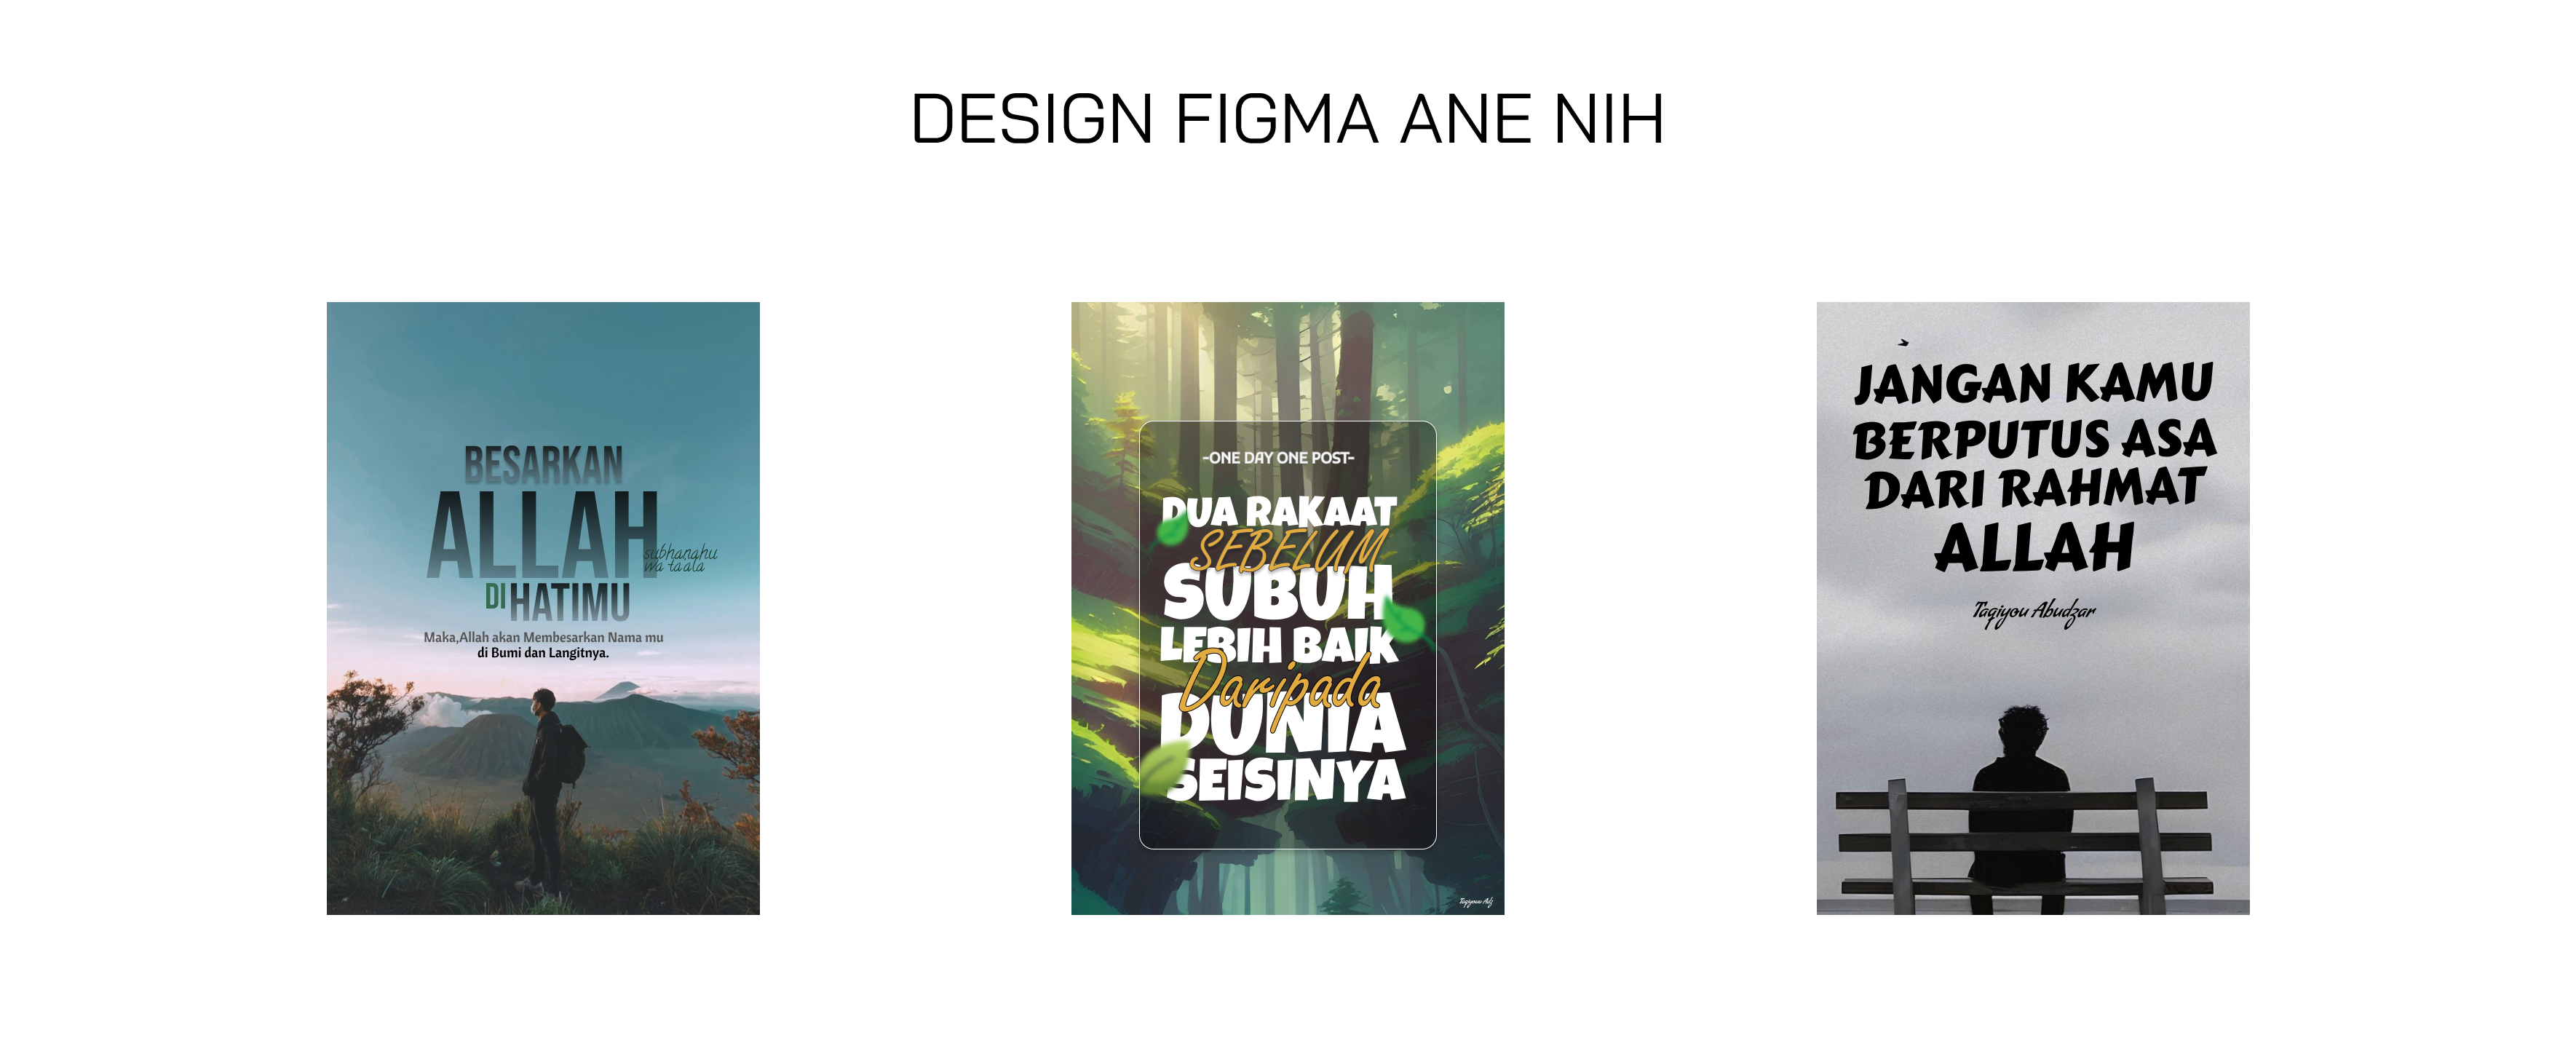 DESIGN FIGMA ANE NIH
BESARKAN
ALLAH
subhanahu
wa ta'ala
DI HATIMU
Maka,Allah akan Membesarkan Nama mu
di Bumi dan Langitnya.
-ONE DAY ONE POST-
DUA RAKAAT
SEBELUM
SUBUH
LEBIH BAIK
Daripada
DUNIA
SEISINYA
JANGAN KAMU
BERPUTUS ASA
DARI RAHMAT
ALLAH
Taqiyou Abudzar